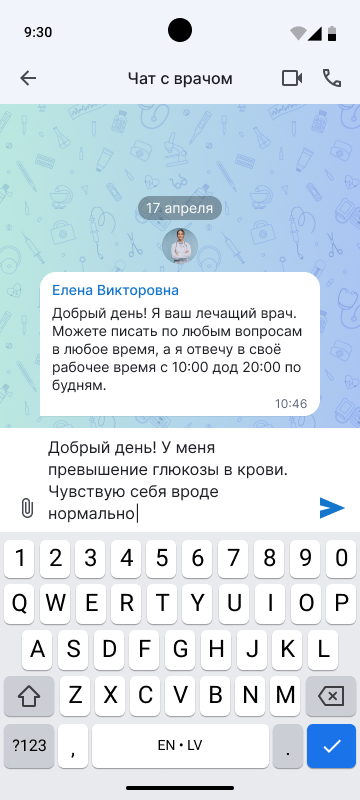 9:30
Чат с врачом
17 апреля
Елена Викторовна
Добрый день! Я ваш лечащий врач.
Можете писать по любым вопросам
в любое время, а я отвечу в своё
рабочее время с 10:00 дод 20:00 по
будням.
10:46
Добрый день! У меня
превышение глюкозы в крови.
Чувствую себя вроде
нормально
1 2 3 4 5 6 7 8 9 0
Q W E R T Y U I O P
A S D F G H J K L
Z X C V B N M
?123 , EN • LV .